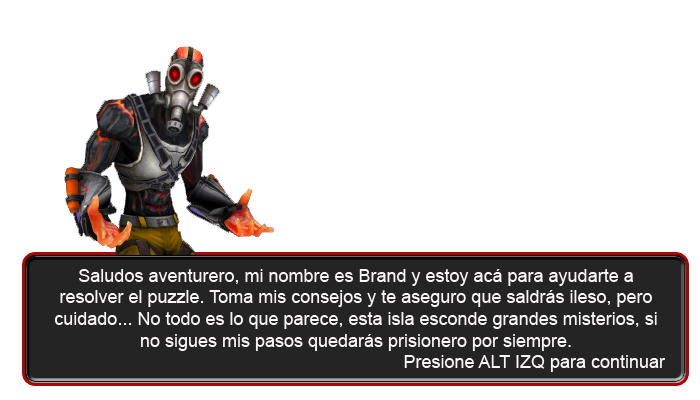 Saludos aventurero, mi nombre es Brand y estoy acá para ayudarte a
resolver el puzzle. Toma mis consejos y te aseguro que saldrás ileso, pero
cuidado... No todo es lo que parece, esta isla esconde grandes misterios, si
no sigues mis pasos quedarás prisionero por siempre.
Presione ALT IZQ para continuar